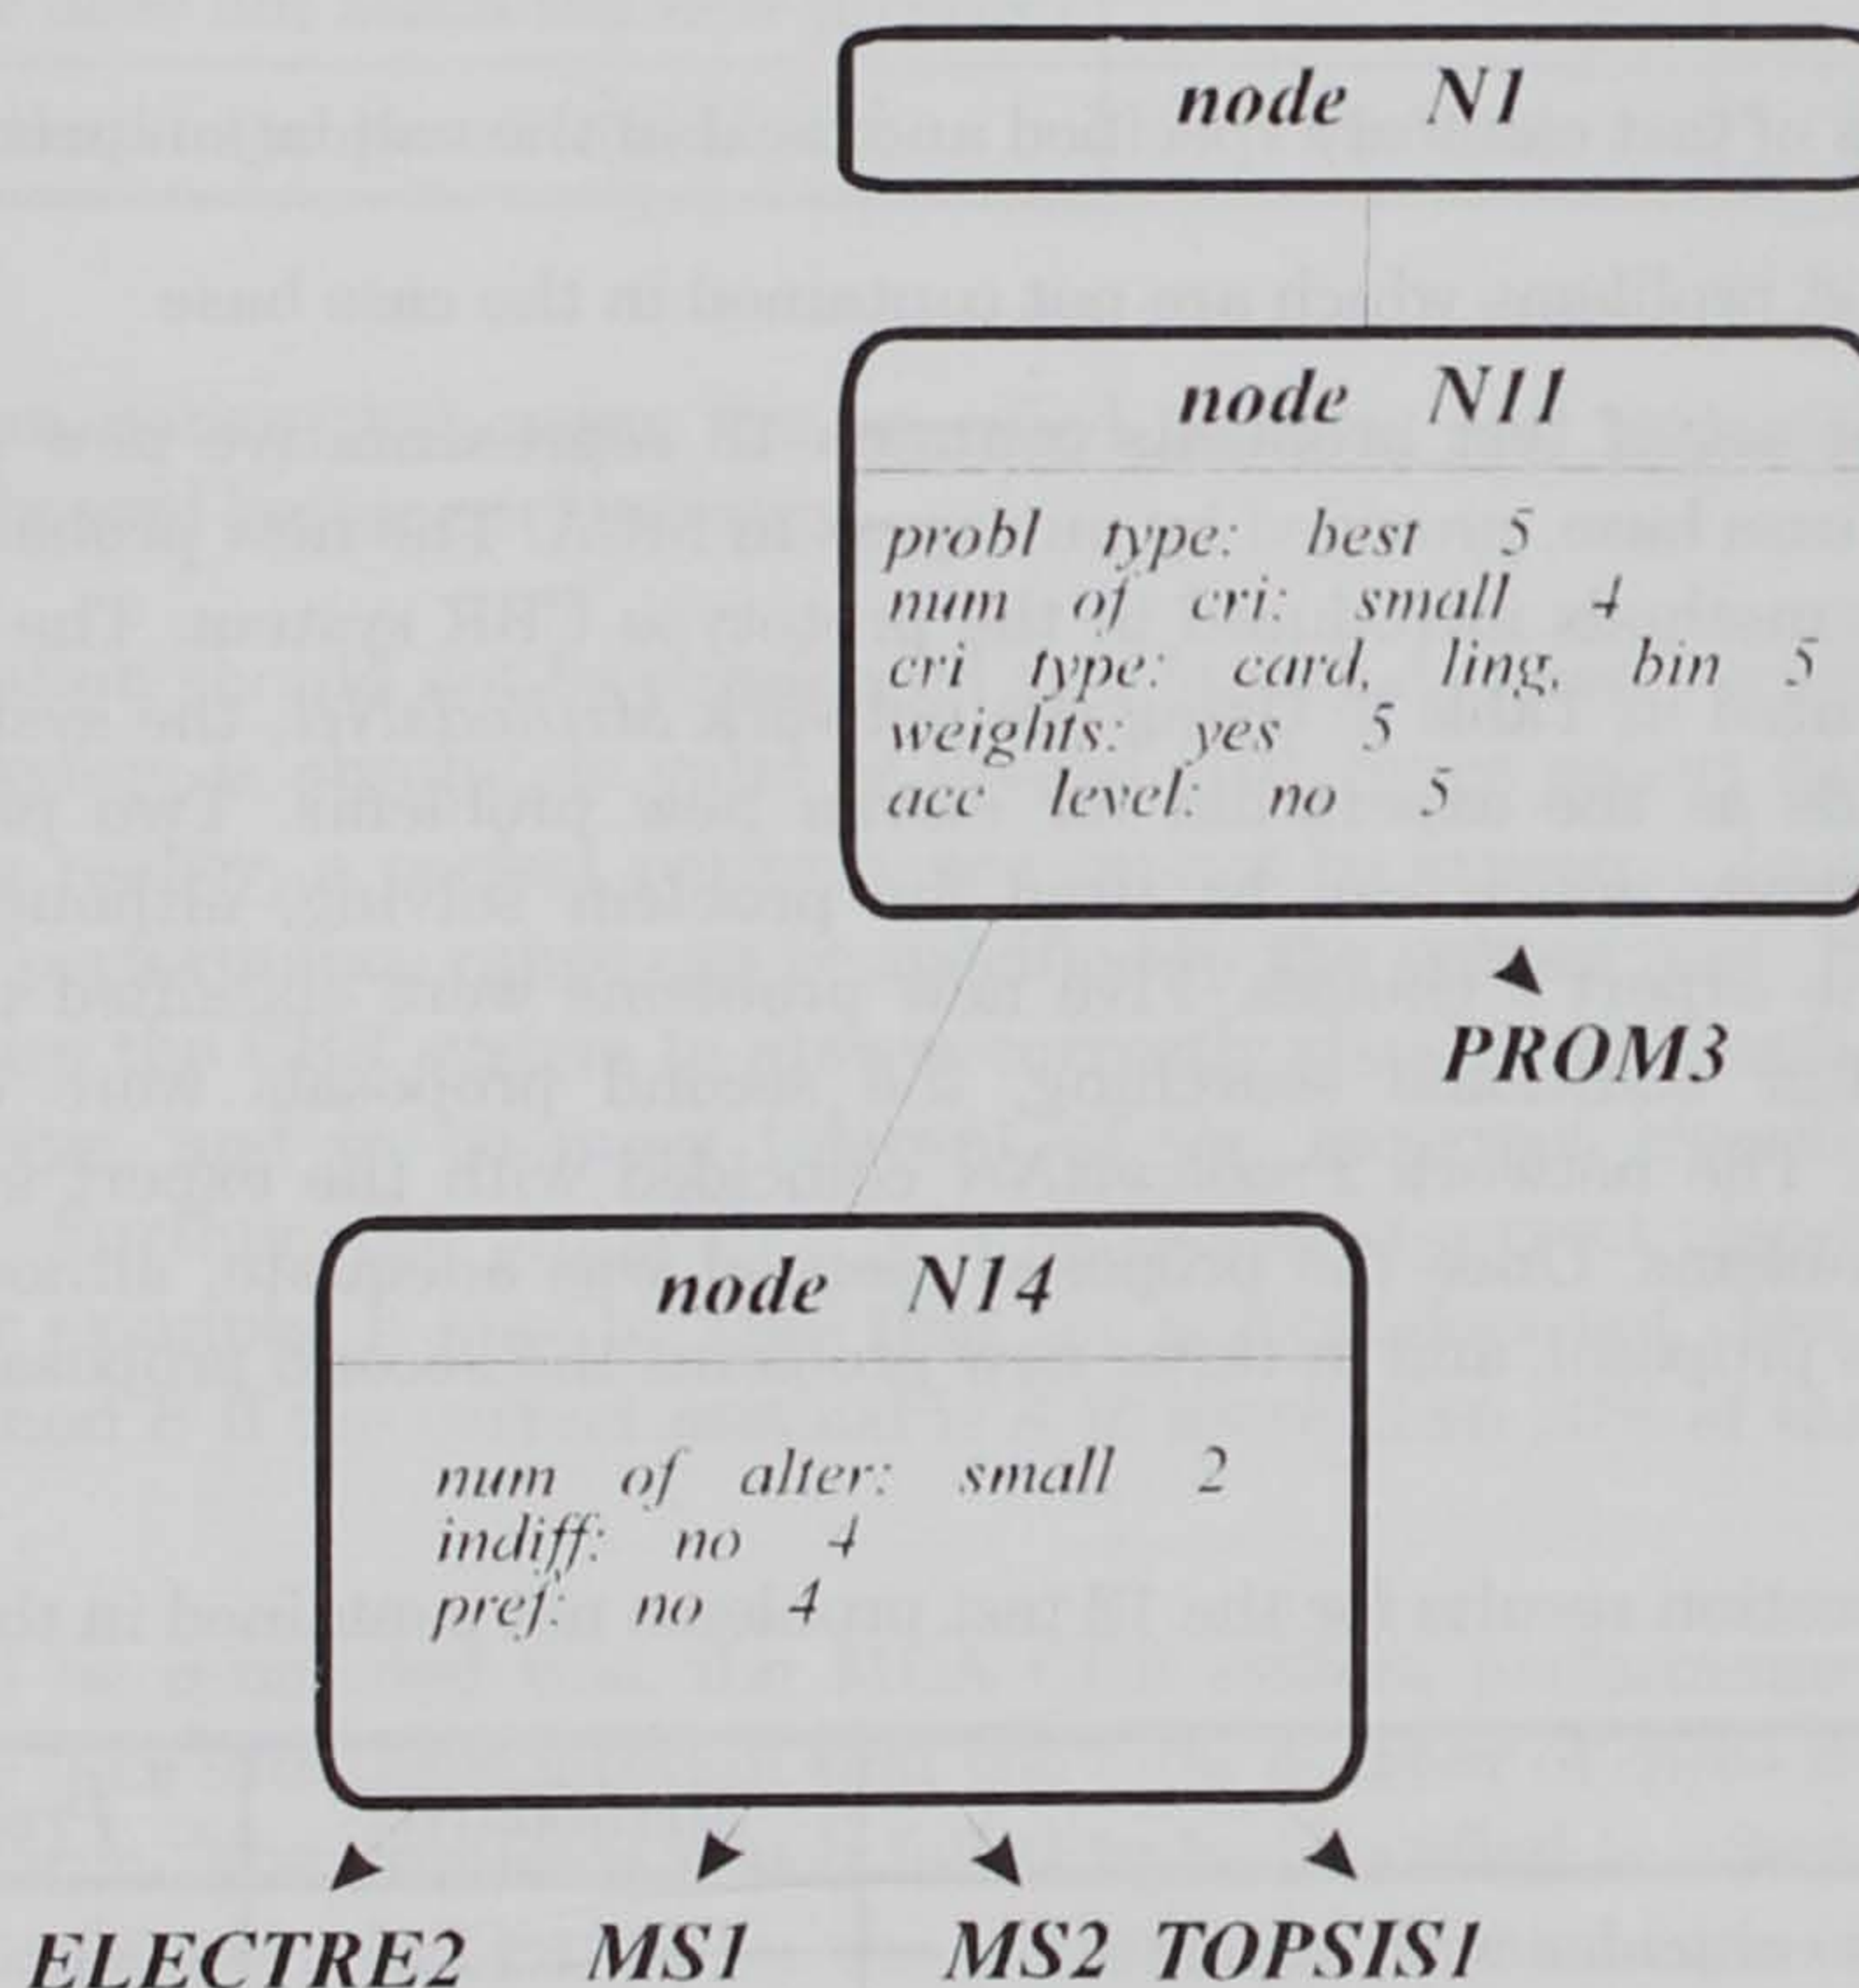 node N1
node N11
probl type: best 5
num of cri: small 4
cri type: card, ling, bin 5
weights: yes 5
acc level: no 5
PROM3
node N14
num of alter: small 2
indiff: no 4
pref: no 4
ELECTRE2 MS1 MS2 TOPSIS1